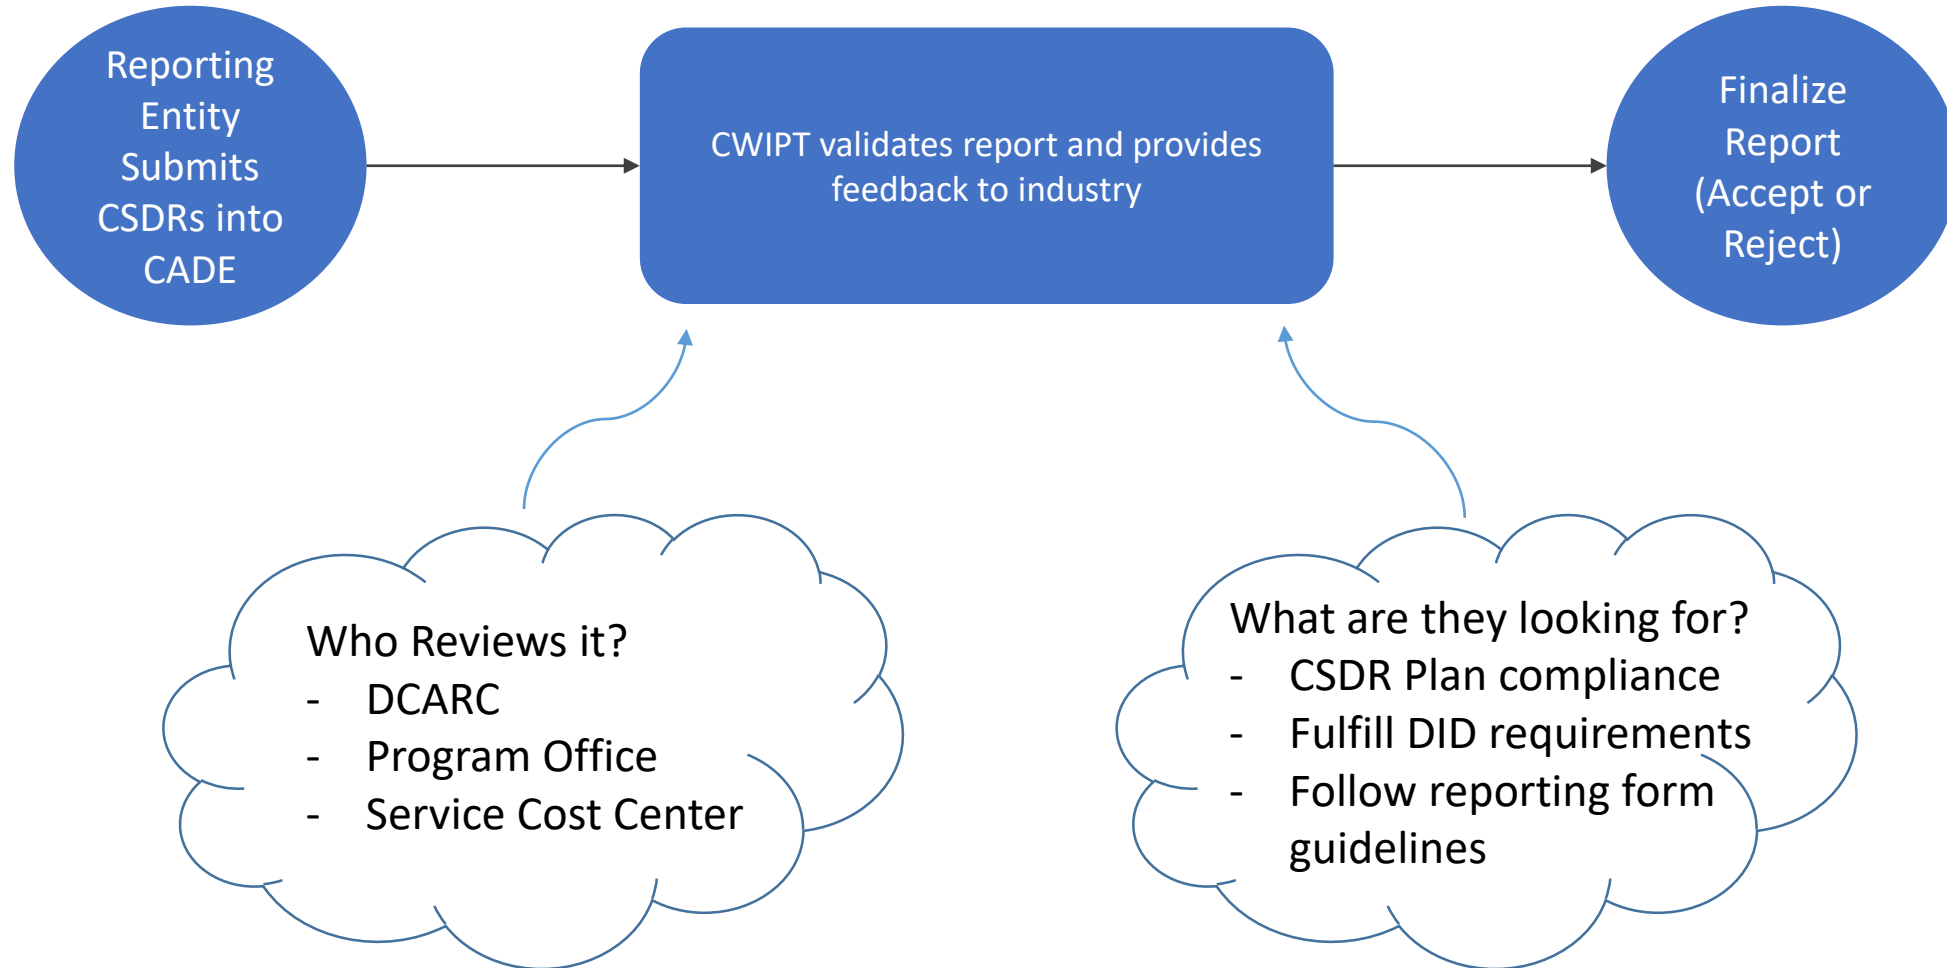 Reporting
Entity
Submits
CSDRs into
CADE
CWIPT validates report and provides
feedback to industry
Finalize
Report
(Accept or
Reject)
Who Reviews it?
- DCARC
- Program Office
- Service Cost Center
What are they looking for?
- CSDR Plan compliance
- Fulfill DID requirements
- Follow reporting form
guidelines